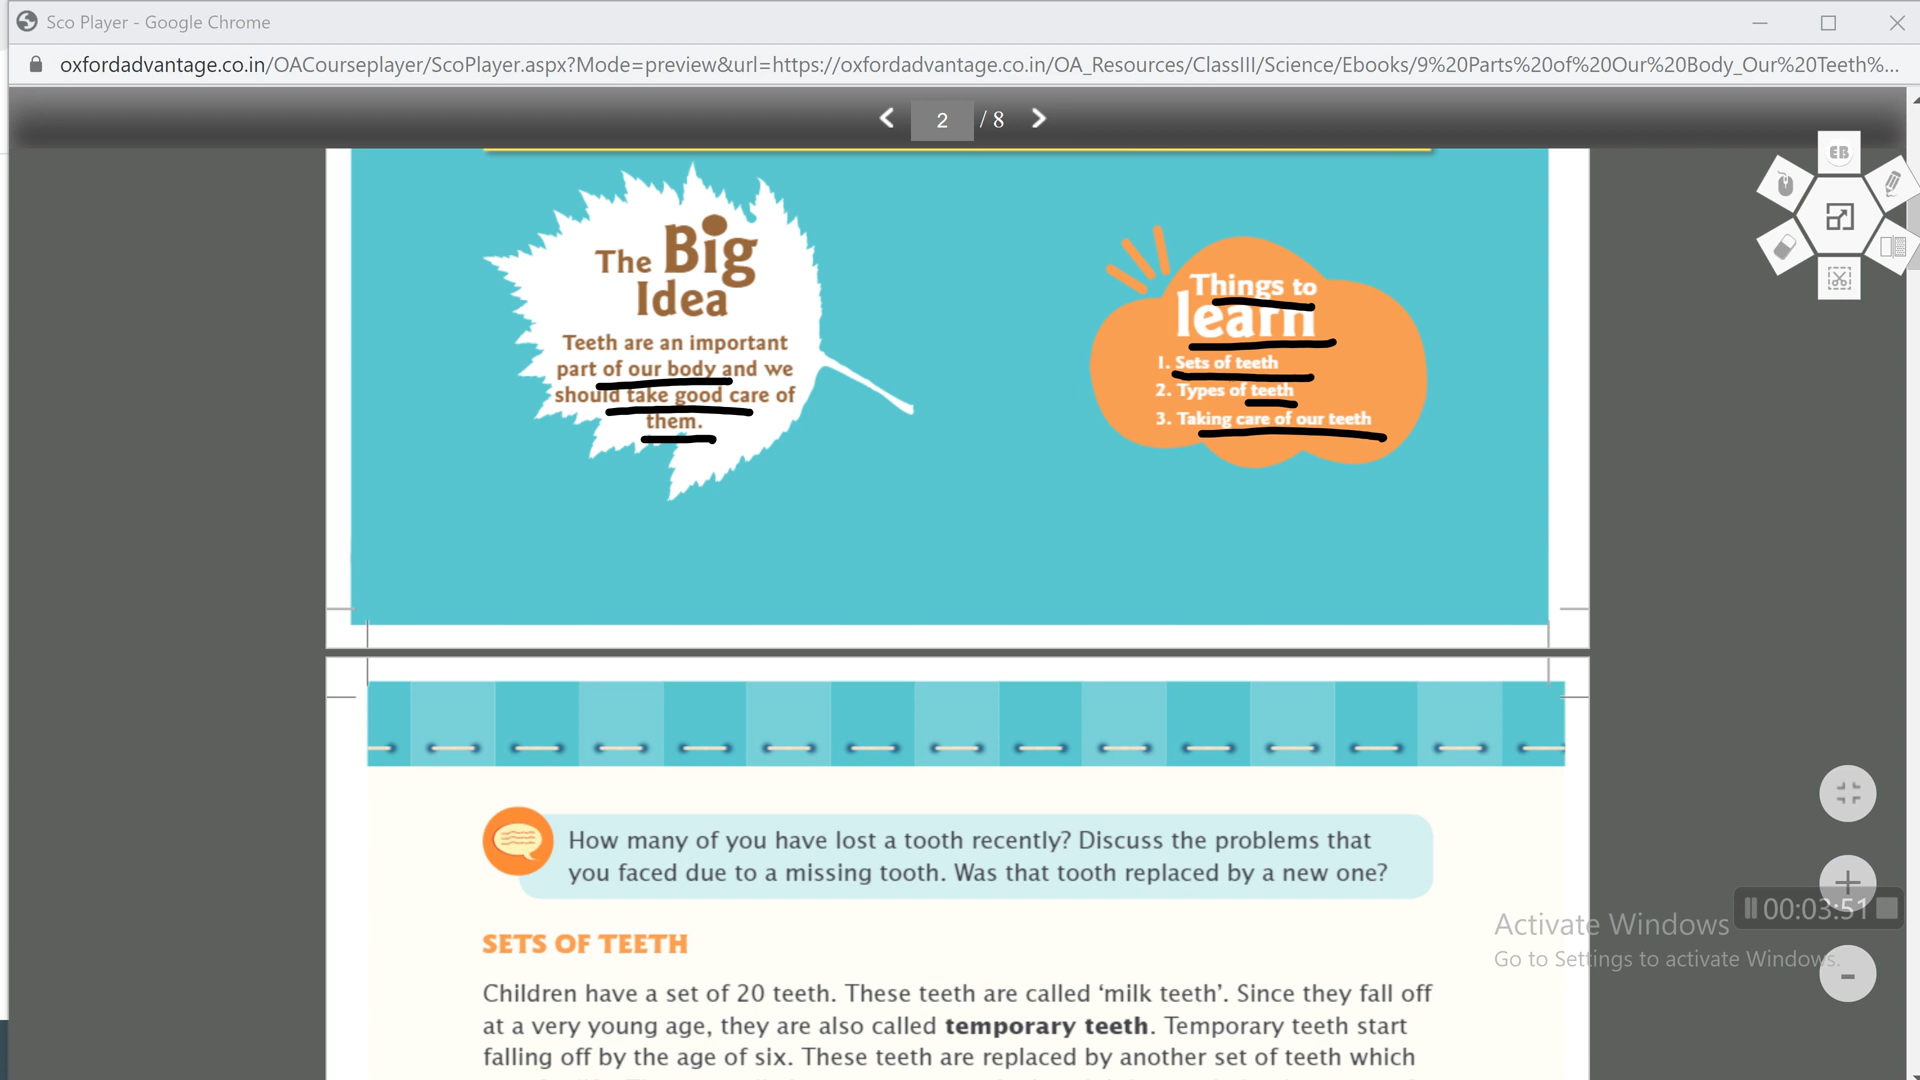 Sco Player - Google Chrome
oxfordadvantage.co.in/OACourseplayer/ScoPlayer.aspx?Mode=preview&url=https://oxfordadvantage.co.in/OA_Resources/ClassIII/Science/Ebooks/9%20Parts%20of%20Our%20Body_Our%20Teeth%...
2 / 8
EB
The Big
Idea
Teeth are an important
part of our body and we
should take good care of
them.
Things to
learn
1. Sets of teeth
2. Types of teeth
3. Taking care of our teeth
How many of you have lost a tooth recently? Discuss the problems that
you faced due to a missing tooth. Was that tooth replaced by a new one?
SETS OF TEETH
Children have a set of 20 teeth. These teeth are called ‘milk teeth’. Since they fall off
at a very young age, they are also called temporary teeth. Temporary teeth start
falling off by the age of six. These teeth are replaced by another set of teeth which
00:03:51
Activate Windows
Go to Settings to activate Windows.